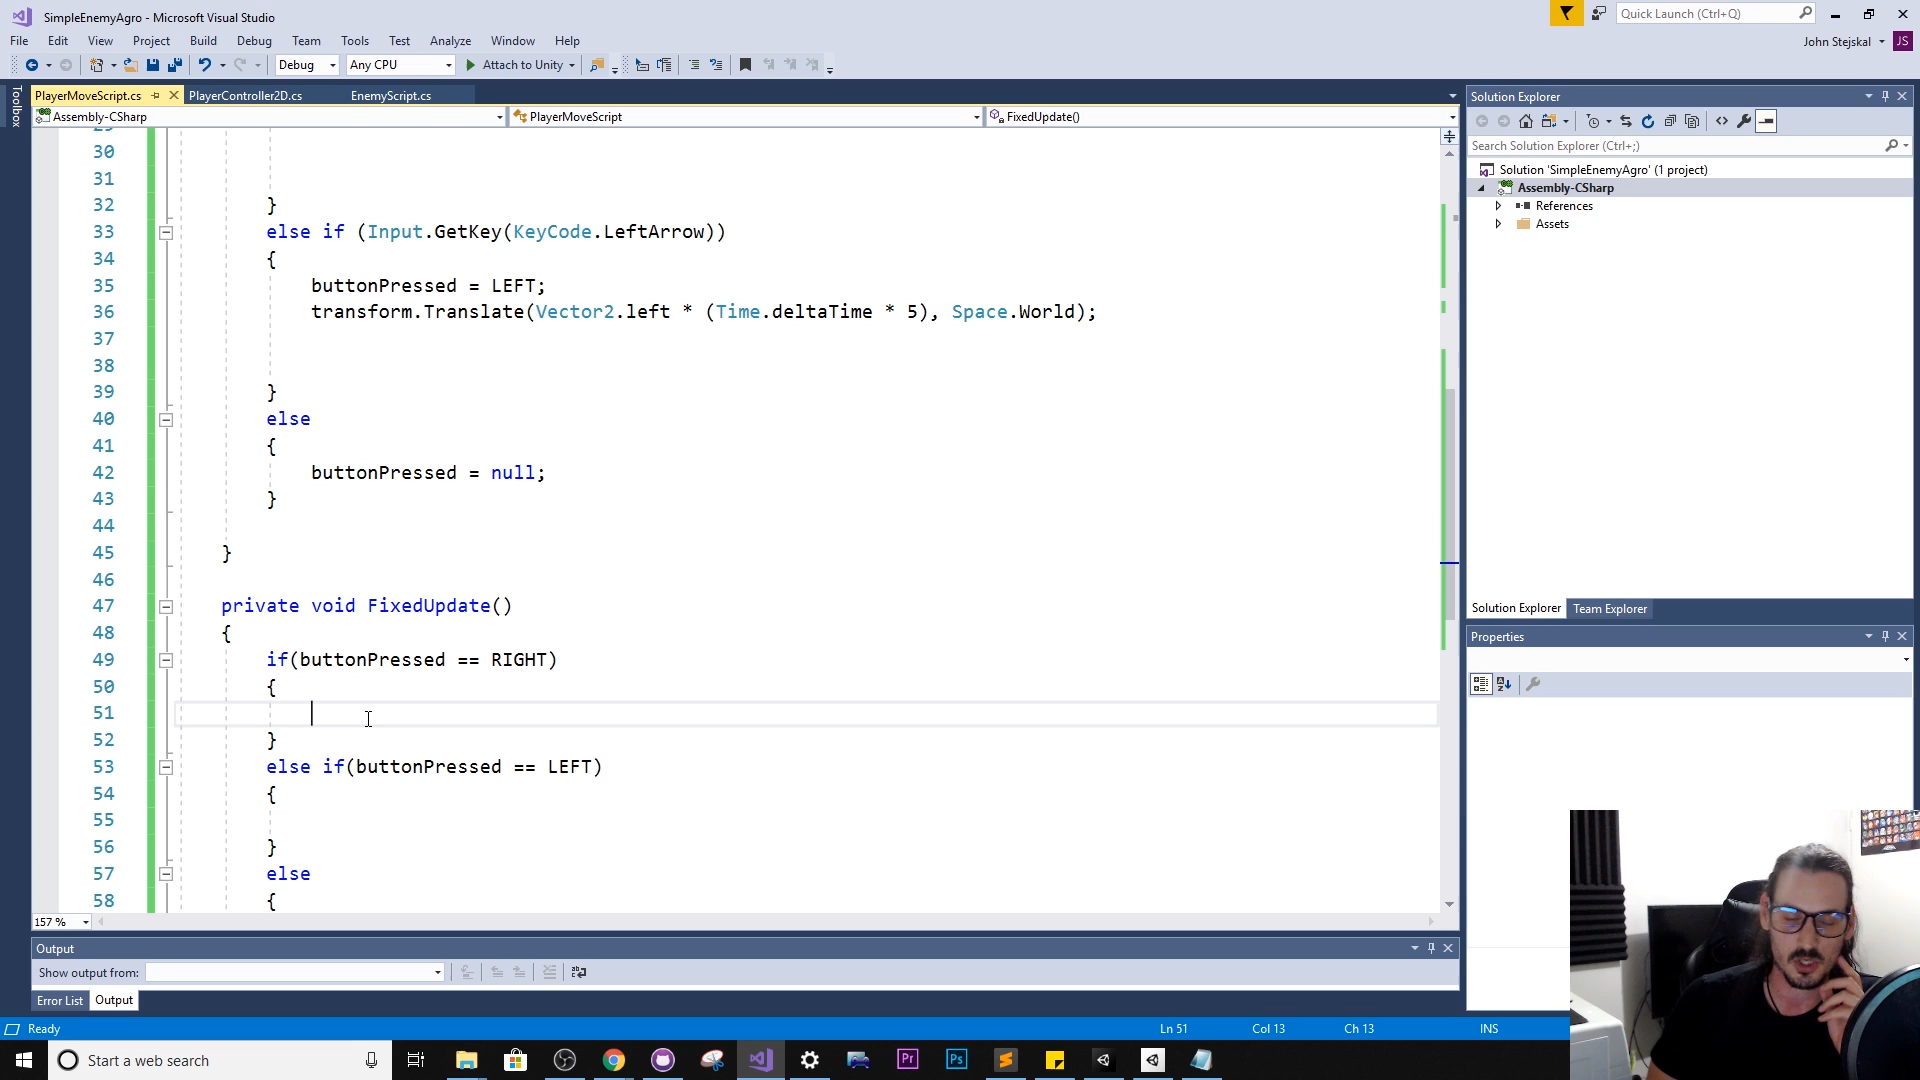 SimpleEnemyAgro - Microsoft Visual Studio
Quick Launch (Ctrl+Q)
File Edit View Project Build Debug Team Tools Test Analyze Window Help
John Stejskal JS
Debug Any CPU Attach to Unity
Toolbox
PlayerMoveScript.cs PlayerController2D.cs EnemyScript.cs
Assembly-CSharp PlayerMoveScript FixedUpdate()
29
30
31
32 }
33 else if (Input.GetKey(KeyCode.LeftArrow))
34 {
35 buttonPressed = LEFT;
36 transform.Translate(Vector2.left * (Time.deltaTime * 5), Space.World);
37
38
39 }
40 else
41 {
42 buttonPressed = null;
43 }
44
45 }
46
47 private void FixedUpdate()
48 {
49 if(buttonPressed == RIGHT)
50 {
51
52 }
53 else if(buttonPressed == LEFT)
54 {
55
56 }
57 else
58 {
157 %
Output
Show output from:
Error List Output
Ready Ln 51 Col 13 Ch 13 INS
Solution Explorer
Search Solution Explorer (Ctrl+;)
Solution 'SimpleEnemyAgro' (1 project)
Assembly-CSharp
References
Assets
Solution Explorer Team Explorer
Properties
Start a web search
Pr Ps